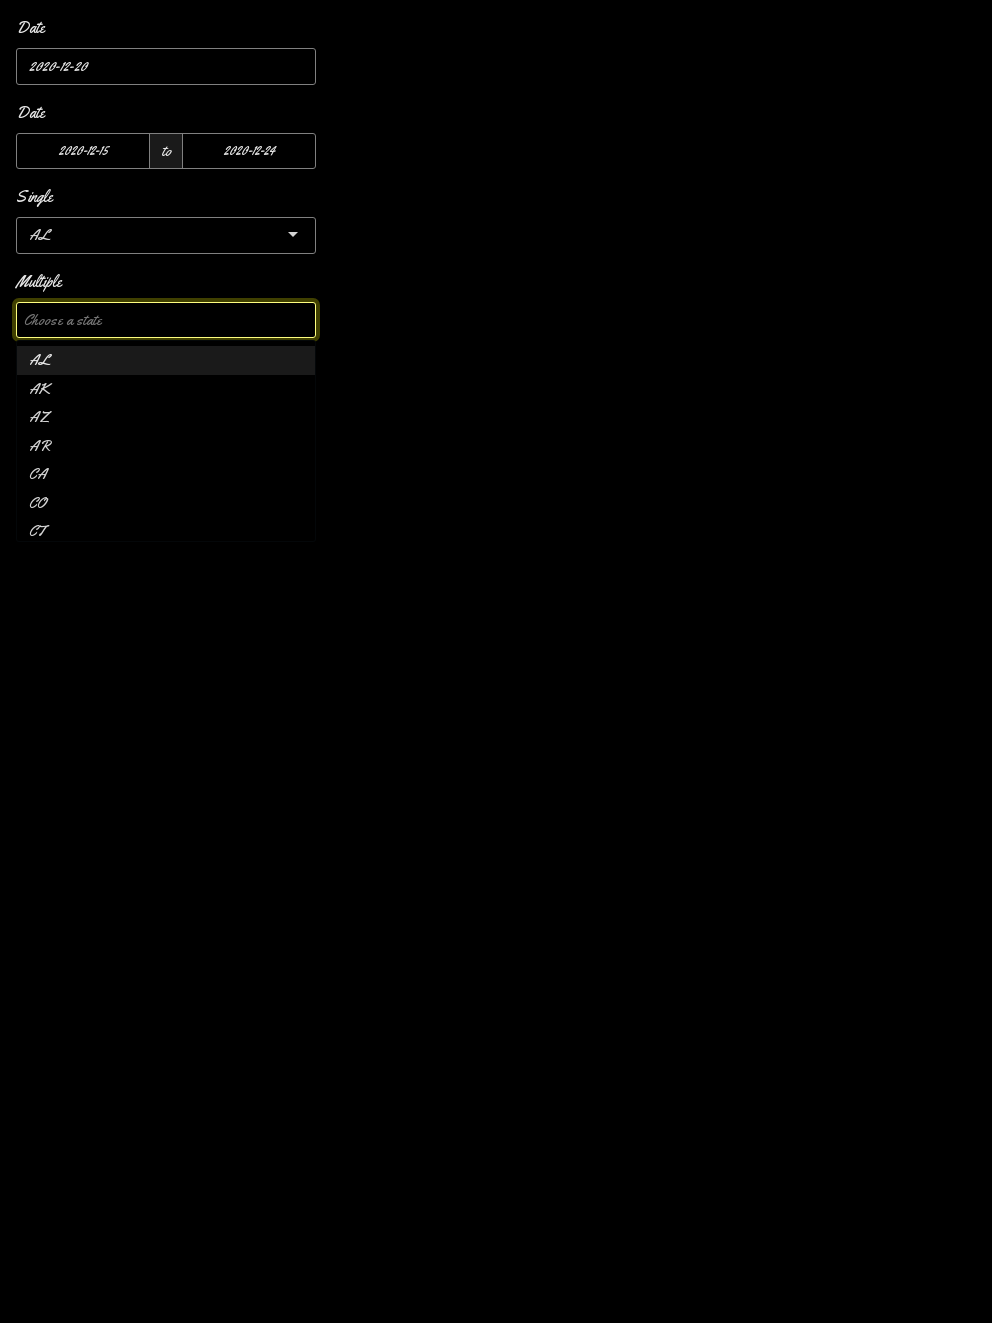 Date
2020-12-20
Date
2020-12-15 to 2020-12-24
Single
AL
Multiple
Choose a state
AL
AK
AZ
AR
CA
CO
CT